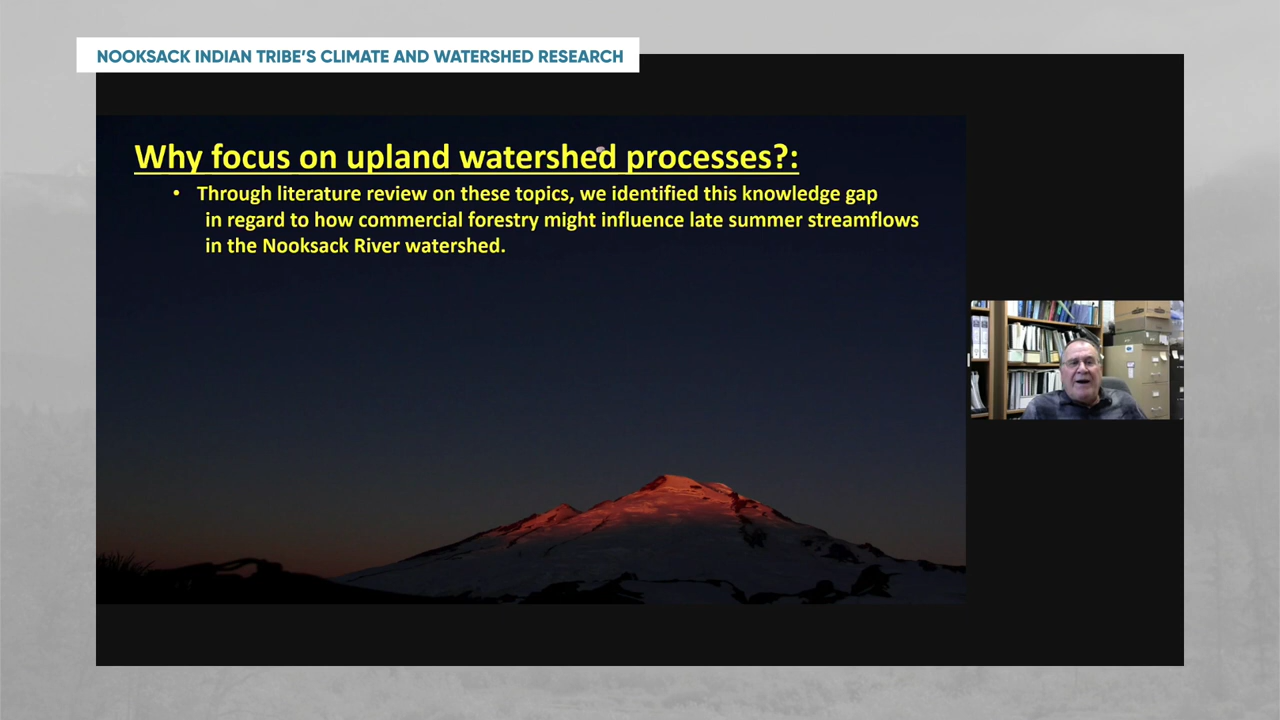 NOOKSACK INDIAN TRIBE'S CLIMATE AND WATERSHED RESEARCH
Why focus on upland watershed processes?:
• Through literature review on these topics, we identified this knowledge gap
in regard to how commercial forestry might influence late summer streamflows
in the Nooksack River watershed.